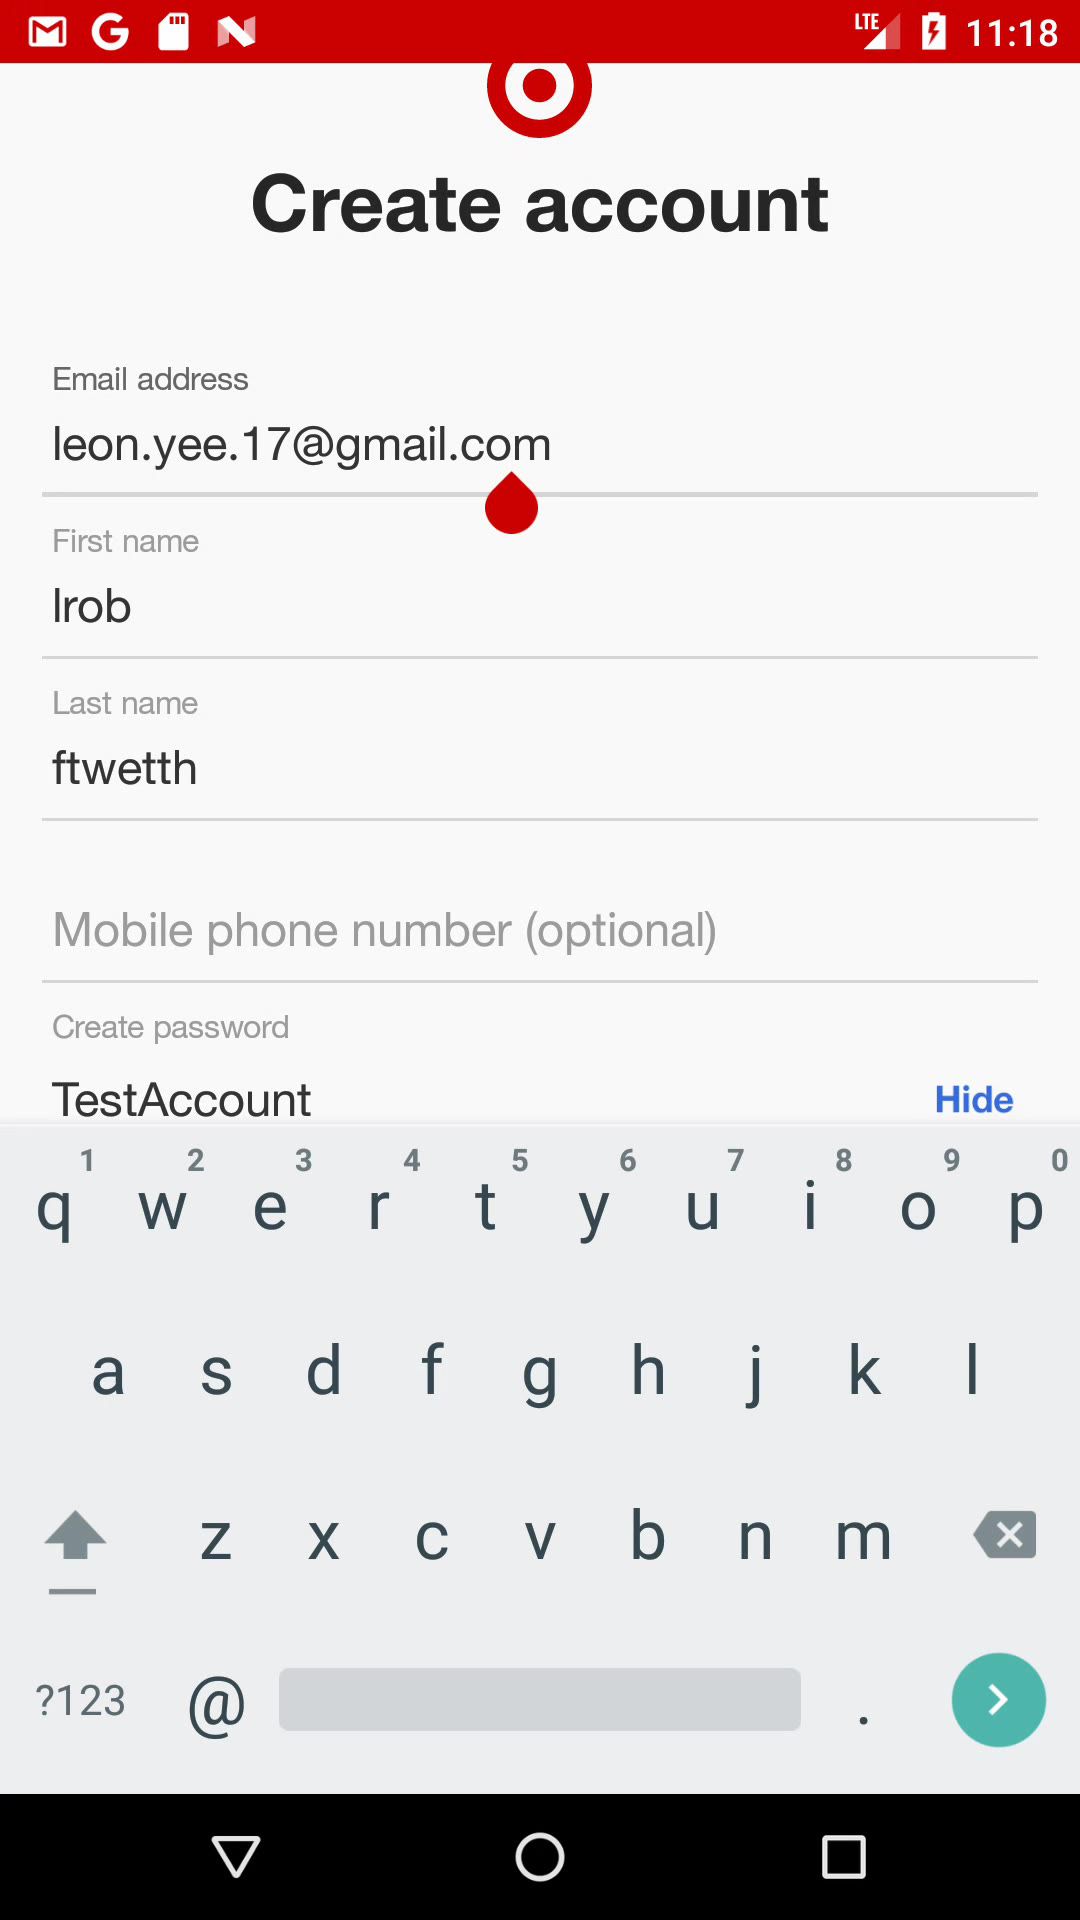 LTE 11:18
Create account
Email address
leon.yee.17@gmail.com
First name
lrob
Last name
ftwetth
Mobile phone number (optional)
Create password
TestAccount Hide
1 2 3 4 5 6 7 8 9 0
q w e r t y u i o p
a s d f g h j k l
z x c v b n m
?123 @ .